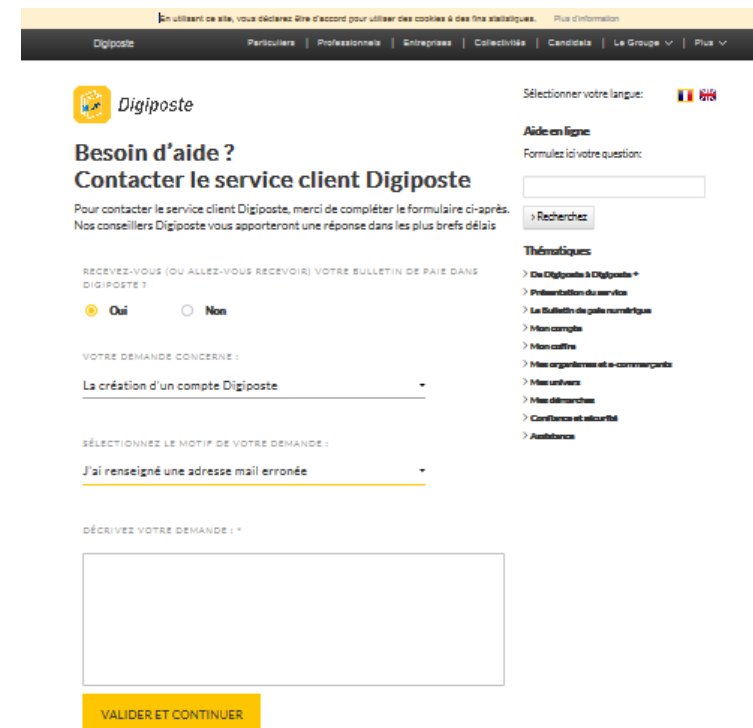 En utilisant ce site, vous déclarez être d'accord pour utiliser des cookies à des fins statistiques. Plus d'information
Digiposte Particuliers | Professionnels | Entreprises | Collectivités | Candidats | Le Groupe | Plus
Digiposte
Besoin d'aide ?
Contacter le service client Digiposte
Pour contacter le service client Digiposte, merci de compléter le formulaire ci-après.
Nos conseillers Digiposte vous apporteront une réponse dans les plus brefs délais
RECEVEZ-VOUS (OU ALLEZ-VOUS RECEVOIR) VOTRE BULLETIN DE PAIE DANS
DIGIPOSTE ?
Oui Non
VOTRE DEMANDE CONCERNE :
La création d'un compte Digiposte
SÉLECTIONNEZ LE MOTIF DE VOTRE DEMANDE :
J'ai renseigné une adresse mail erronée
DÉCRIVEZ VOTRE DEMANDE : *
VALIDER ET CONTINUER
Sélectionner votre langue:
Aide en ligne
Formulez ici votre question:
> Recherchez
Thématiques
> De Digiposte à Digiposte +
> Présentation du service
> Le Bulletin de paie numérique
> Mon compte
> Mon coffre
> Mes organismes et e-commerçants
> Mes univers
> Mes démarches
> Confiance et sécurité
> Assistance